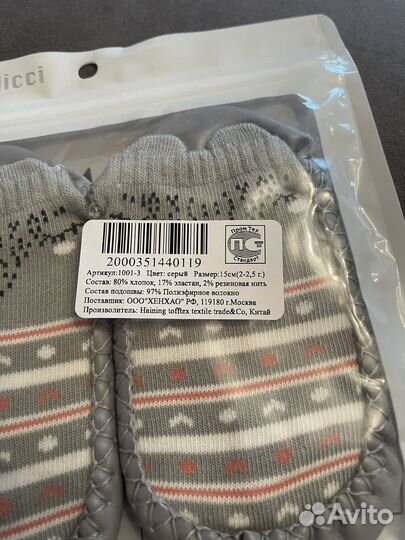 licci
Пром Тех
ПС
Стандарт
2000351440119
Артикул:1001-3 Цвет: серый Размер:15см(2-2,5 г.)
Состав: 80% хлопок, 17% эластан, 2% резиновая нить
Состав подошвы: 97% Полиэфирное волокно
Поставщик: ООО"ХЕНХАО" РФ, 119180 г.Москва
Производитель: Haining tofftex textile trade&Co, Китай
Avito